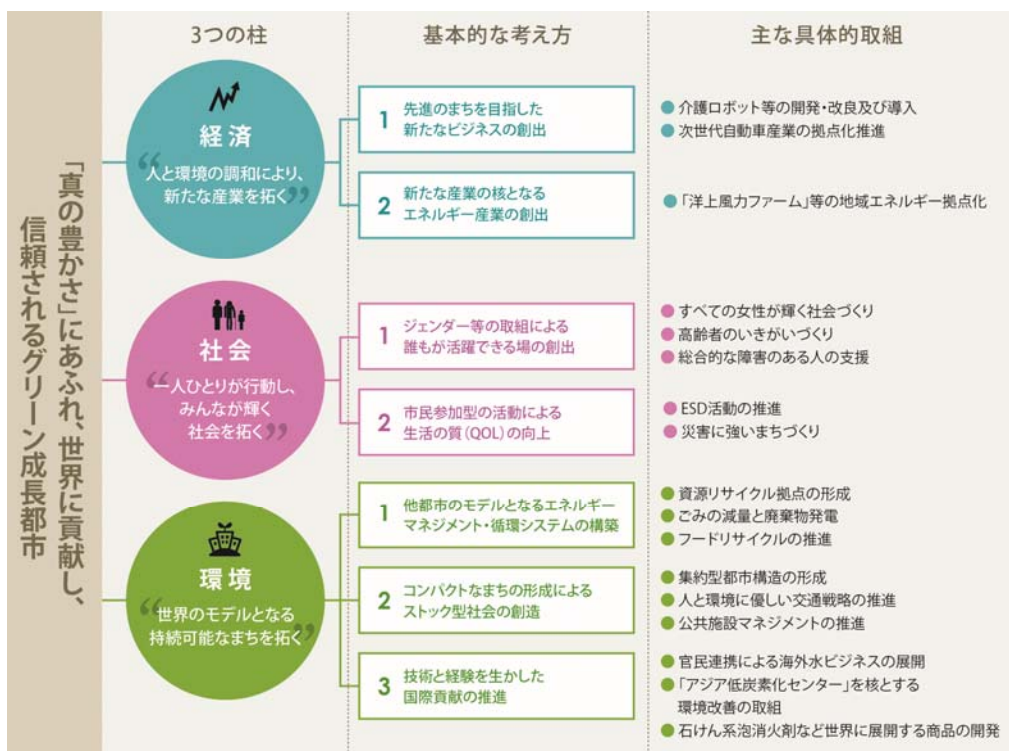 「真の豊かさ」にあふれ、世界に貢献し、
信頼されるグリーン成長都市
3つの柱
基本的な考え方
主な具体的取組
経済
“人と環境の調和により、
新たな産業を拓く”
1 先進のまちを目指した
新たなビジネスの創出
● 介護ロボット等の開発・改良及び導入
● 次世代自動車産業の拠点化推進
2 新たな産業の核となる
エネルギー産業の創出
● 「洋上風力ファーム」等の地域エネルギー拠点化
社会
“一人ひとりが行動し、
みんなが輝く
社会を拓く”
1 ジェンダー等の取組による
誰もが活躍できる場の創出
● すべての女性が輝く社会づくり
● 高齢者のいきがいづくり
● 総合的な障害のある人の支援
2 市民参加型の活動による
生活の質（QOL）の向上
● ESD活動の推進
● 災害に強いまちづくり
環境
“世界のモデルとなる
持続可能なまちを拓く”
1 他都市のモデルとなるエネルギー
マネジメント・循環システムの構築
● 資源リサイクル拠点の形成
● ごみの減量と廃棄物発電
● フードリサイクルの推進
2 コンパクトなまちの形成による
ストック型社会の創造
● 集約型都市構造の形成
● 人と環境に優しい交通戦略の推進
● 公共施設マネジメントの推進
3 技術と経験を生かした
国際貢献の推進
● 官民連携による海外水ビジネスの展開
● 「アジア低炭素化センター」を核とする
環境改善の取組
● 石けん系泡消火剤など世界に展開する商品の開発